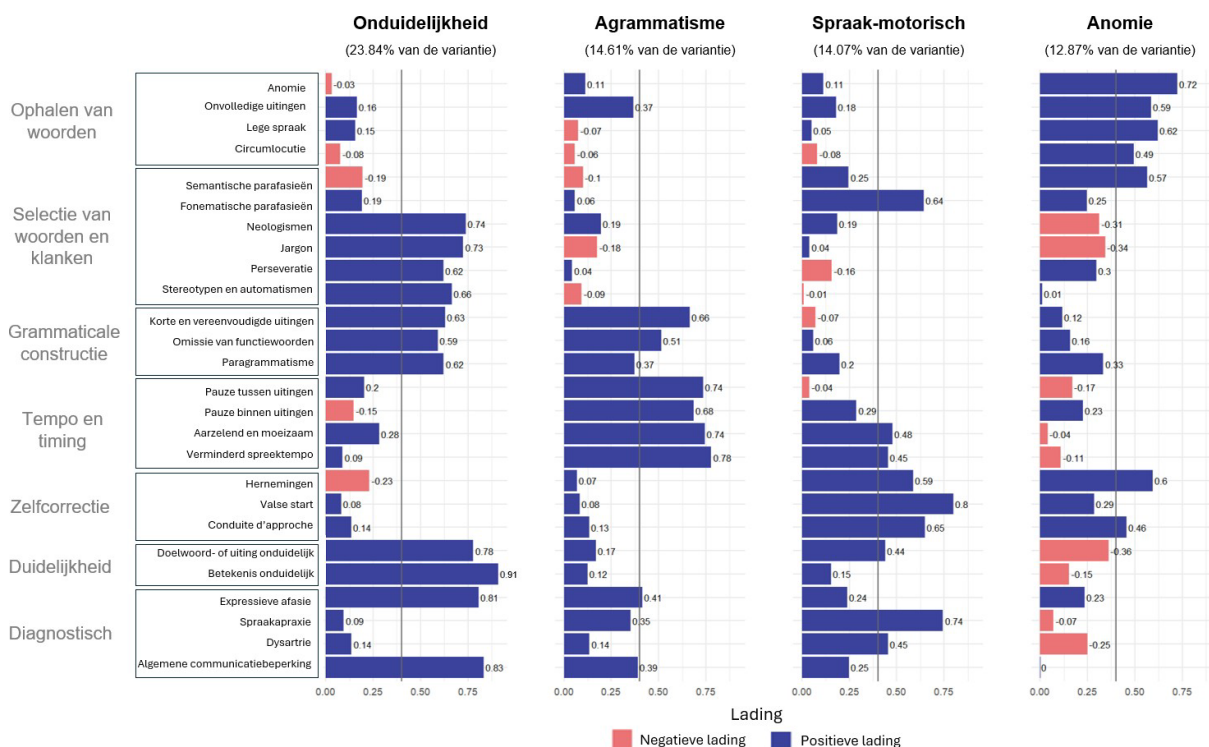 Onduidelijkheid Agrammatisme Spraak-motorisch Anomie
(23.84% van de variantie) (14.61% van de variantie) (14.07% van de variantie) (12.87% van de variantie)
Ophalen van
woorden
Anomie -0.03 0.11 0.11 0.72
Onvolledige uitingen 0.16 0.37 0.18 0.59
Lege spraak 0.15 -0.07 0.05 0.62
Circumlocutie -0.08 -0.06 -0.08 0.49
Selectie van
woorden en
klanken
Semantische parafasieën -0.19 -0.1 0.25 0.57
Fonematische parafasieën 0.19 0.06 0.64 0.25
Neologismen 0.74 0.19 0.19 -0.31
Jargon 0.73 -0.18 0.04 -0.34
Perseveratie 0.62 0.04 -0.16 0.3
Stereotypen en automatismen 0.66 -0.09 -0.01 0.01
Grammaticale
constructie
Korte en vereenvoudigde uitingen 0.63 0.66 -0.07 0.12
Omissie van functiewoorden 0.59 0.51 0.06 0.16
Paragrammatisme 0.62 0.37 0.2 0.33
Tempo en
timing
Pauze tussen uitingen 0.2 0.74 -0.04 -0.17
Pauze binnen uitingen -0.15 0.68 0.29 0.23
Aarzelend en moeizaam 0.28 0.74 0.48 -0.04
Verminderd spreektempo 0.09 0.78 0.45 -0.11
Zelfcorrectie
Hernemingen -0.23 0.07 0.59 0.6
Valse start 0.08 0.08 0.8 0.29
Conduite d'approche 0.14 0.13 0.65 0.46
Duidelijkheid
Doelwoord- of uiting onduidelijk 0.78 0.17 0.44 -0.36
Betekenis onduidelijk 0.91 0.12 0.15 -0.15
Diagnostisch
Expressieve afasie 0.81 0.41 0.24 0.23
Spraakapraxie 0.09 0.35 0.74 -0.07
Dysartrie 0.14 0.14 0.45 -0.25
Algemene communicatiebeperking 0.83 0.39 0.25 0
0.00 0.25 0.50 0.75 0.00 0.25 0.50 0.75 0.00 0.25 0.50 0.75 0.00 0.25 0.50 0.75
Lading
Negatieve lading Positieve lading